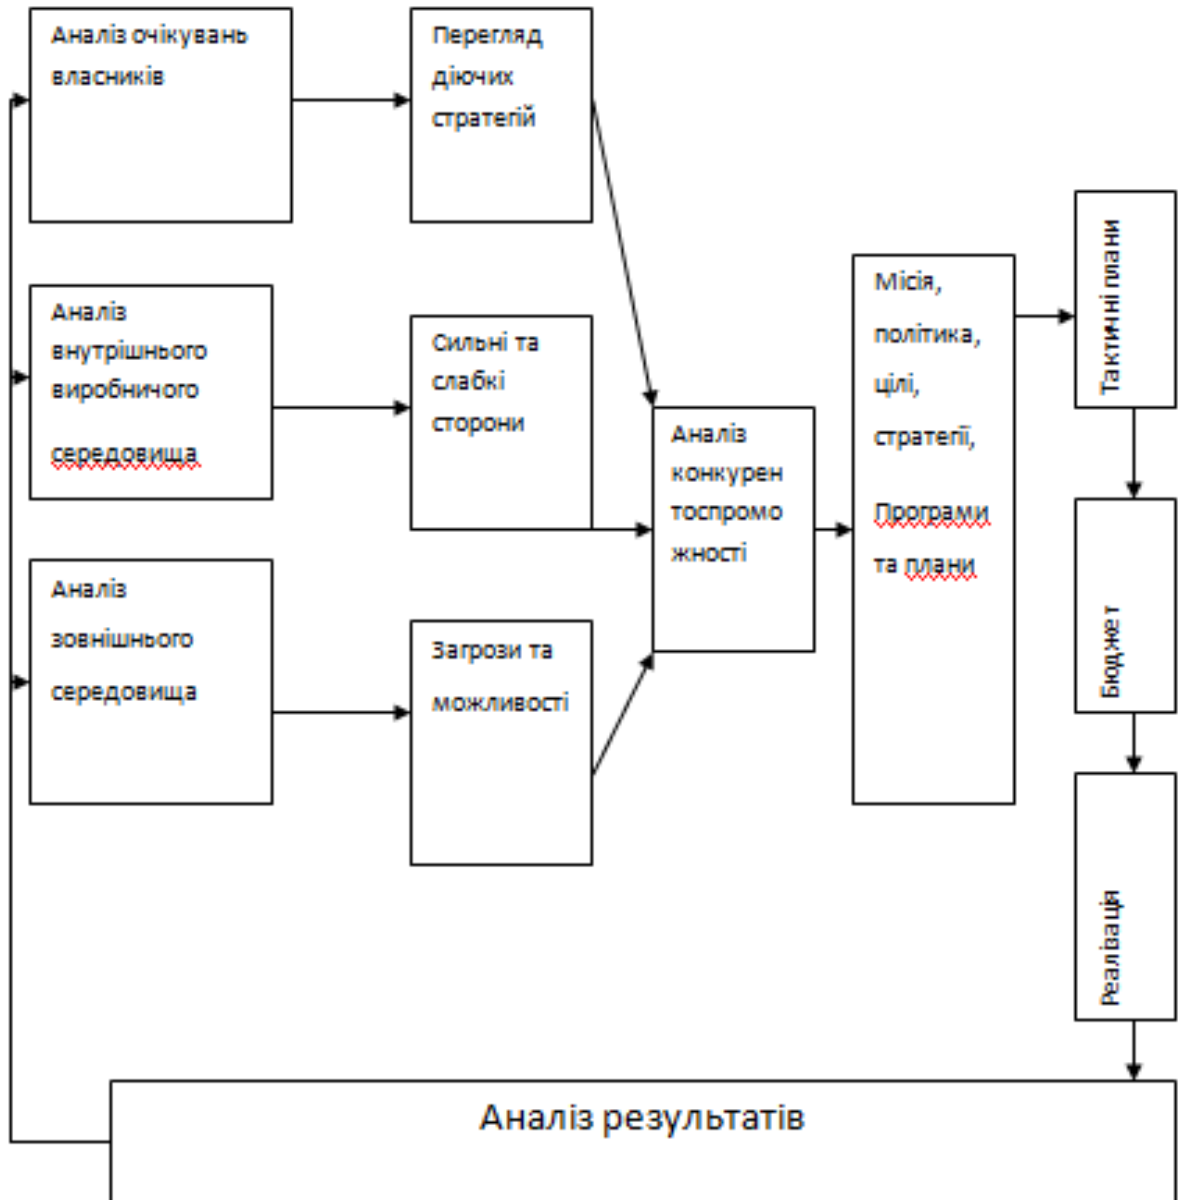 Аналіз очікувань
власників
Перегляд
діючих
стратегій
Аналіз
внутрішнього
виробничого
середовища
Сильні та
слабкі
сторони
Аналіз
зовнішнього
середовища
Загрози та
можливості
Аналіз
конкурен
тоспромо
жності
Місія,
політика,
цілі,
стратегії,
Програми
та плани
Тактичні плани
Бюджет
Реалізація
Аналіз результатів